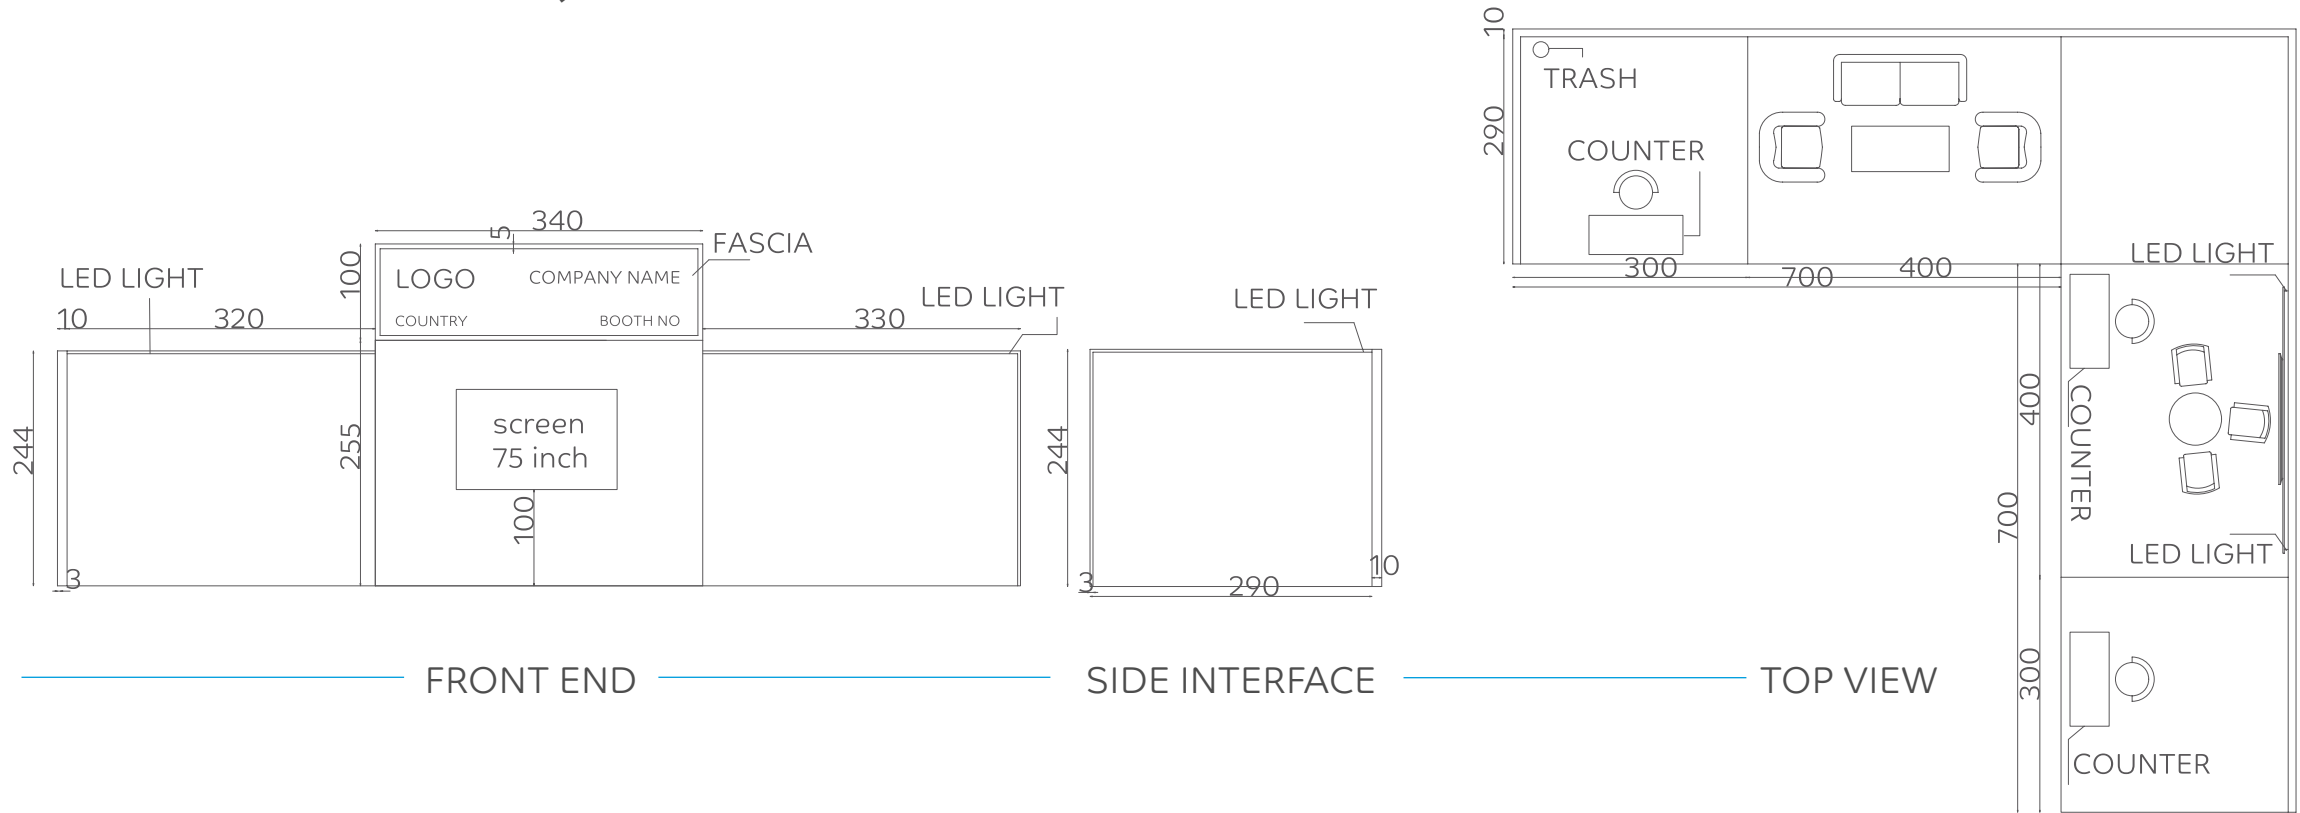 340
5
FASCIA
100
LOGO
COMPANY NAME
COUNTRY
BOOTH NO
LED LIGHT
10
320
330
LED LIGHT
244
255
screen
75 inch
100
3
FRONT END
LED LIGHT
244
3
290
10
SIDE INTERFACE
10
TRASH
290
COUNTER
300
700
400
LED LIGHT
400
COUNTER
700
LED LIGHT
300
COUNTER
TOP VIEW